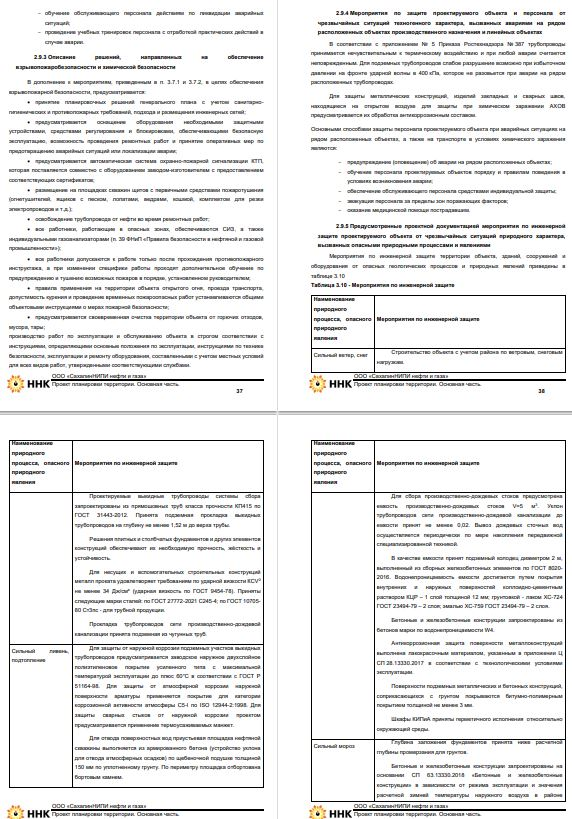 – обучение обслуживающего персонала действиям по ликвидации аварийных
ситуаций;
– проведение учебных тренировок персонала с отработкой практических действий в
случае аварии.
2.9.3 Описание решений, направленных на обеспечение
взрывопожаробезопасности и химической безопасности
В дополнение к мероприятиям, приведенным в п. 3.7.1 и 3.7.2, в целях обеспечения
взрывопожарной безопасности, предусматривается:
• принятие планировочных решений генерального плана с учетом санитарно-
гигиенических и противопожарных требований, подхода и размещения инженерных сетей;
• предусматривается оснащение оборудования необходимыми защитными
устройствами, средствами регулирования и блокировками, обеспечивающими безопасную
эксплуатацию, возможность проведения ремонтных работ и принятие оперативных мер по
предотвращению аварийной ситуации или локализации аварии;
• предусматривается автоматическая система охранно-пожарной сигнализации КТП,
которая поставляется совместно с оборудованием заводом-изготовителем с предоставлением
соответствующих сертификатов;
• размещение на площадках скважин щитов с первичными средствами пожаротушения
(огнетушителей, ящиков с песком, лопатами, ведрами, кошмой, комплектом для резки
электропроводов и т.д.);
• освобождение трубопровода от нефти во время ремонтных работ;
• все работники, работающие в опасных зонах, обеспечиваются СИЗ, а также
индивидуальными газоанализаторами (п. 39 ФНиП «Правила безопасности в нефтяной и газовой
промышленности»);
• все работники допускаются к работе только после прохождения противопожарного
инструктажа, а при изменении специфики работы проходят дополнительное обучение по
предупреждению и тушению возможных пожаров в порядке, установленном руководителем;
• правила применения на территории объекта открытого огня, проезда транспорта,
допустимость курения и проведение временных пожароопасных работ устанавливаются общими
объектовыми инструкциями о мерах пожарной безопасности;
• предусматривается своевременная очистка территории объекта от горючих отходов,
мусора, тары;
производство работ по эксплуатации и обслуживанию объекта в строгом соответствии с
инструкциями, определяющими основные положения по эксплуатации, инструкциями по технике
безопасности, эксплуатации и ремонту оборудования, составленными с учетом местных условий
для всех видов работ, утвержденными соответствующими службами.
ННК
ООО «СахалинНИПИ нефти и газа»
Проект планировки территории. Основная часть.
37
2.9.4 Мероприятия по защите проектируемого объекта и персонала от
чрезвычайных ситуаций техногенного характера, вызванных авариями на рядом
расположенных объектах производственного назначения и линейных объектах
В соответствии с приложением № 5 Приказ Ростехнадзора №387 трубопроводы
принимается нечувствительным к термическому воздействию и при любой аварии считается
неповрежденным. Для подземных трубопроводов слабое разрушение возможно при избыточном
давлении на фронте ударной волны в 400 кПа, которое не разовьется при аварии на рядом
расположенных трубопроводах.
Для защиты металлических конструкций, изделий закладных и сварных швов,
находящихся на открытом воздухе для защиты при химическом заражении АХОВ
предусматривается их обработка антикоррозионным составом.
Основными способами защиты персонала проектируемого объекта при аварийных ситуациях на
рядом расположенных объектах, а также на транспорте в условиях химического заражения
являются:
– предупреждение (оповещение) об аварии на рядом расположенных объектах;
– обучение персонала проектируемых объектов порядку и правилам поведения в
условиях возникновения аварии;
– обеспечение обслуживающего персонала средствами индивидуальной защиты;
– эвакуация персонала за пределы зон поражающих факторов;
– оказание медицинской помощи пострадавшим.
2.9.5 Предусмотренные проектной документацией мероприятия по инженерной
защите проектируемого объекта от чрезвычайных ситуаций природного характера,
вызванных опасными природными процессами и явлениями
Мероприятия по инженерной защите территории объекта, зданий, сооружений и
оборудования от опасных геологических процессов и природных явлений приведены в
таблице 3.10
Таблица 3.10 - Мероприятия по инженерной защите
Наименование
природного
процесса, опасного
природного
явления
Мероприятия по инженерной защите
Сильный ветер, снег
Строительство объекта с учетом района по ветровым, снеговым
нагрузкам.
ННК
ООО «СахалинНИПИ нефти и газа»
Проект планировки территории. Основная часть.
38
Наименование
природного
процесса, опасного
природного
явления
Мероприятия по инженерной защите
Проектируемые выкидные трубопроводы системы сбора
запроектированы из прямошовных труб класса прочности КП415 по
ГОСТ 31443-2012. Принята подземная прокладка выкидных
трубопроводов на глубину не менее 1,52 м до верха трубы.
Решения плитных и столбчатых фундаментов и других элементов
конструкций обеспечивают их необходимую прочность, жёсткость и
устойчивость.
Для несущих и вспомогательных строительных конструкций
металл проката удовлетворяет требованиям по ударной вязкости KCV°
не менее 34 Дж/см² (ударная вязкость по ГОСТ 9454-78). Приняты
следующие марки сталей: по ГОСТ 27772-2021 С245-4; по ГОСТ 10705-
80 Ст3пс - для трубной продукции.
Прокладка трубопроводов сети производственно-дождевой
канализации принята подземная из чугунных труб.
Сильный ливень,
подтопление
Для защиты от наружной коррозии подземных участков выкидных
трубопроводов предусматривается заводское наружное двухслойное
полиэтиленовое покрытие усиленного типа с максимальной
температурой эксплуатации до плюс 60°С в соответствии с ГОСТ Р
51164-98. Для защиты от атмосферной коррозии наружной
поверхности арматуры применяется покрытие для категории
коррозионной активности атмосферы С5-I по ISO 12944-2:1998. Для
защиты сварных стыков от наружной коррозии проектом
предусматривается применение термоусаживаемых манжет.
Для отвода поверхностных вод приустьевая площадка нефтяной
скважины выполняется из армированного бетона (устройство уклона
для отвода атмосферных осадков) по щебеночной подушке толщиной
150 мм по уплотненному грунту. По периметру площадка отбортована
бортовым камнем.
ННК
ООО «СахалинНИПИ нефти и газа»
Проект планировки территории. Основная часть.
Наименование
природного
процесса, опасного
природного
явления
Мероприятия по инженерной защите
Для сбора производственно-дождевых стоков предусмотрена
емкость производственно-дождевых стоков V=5 м³. Уклон
трубопроводов сети производственно-дождевой канализации до
емкости принят не менее 0,02. Вывоз дождевых сточных вод
осуществляется периодически по мере накопления передвижной
специализированной техникой.
В качестве емкости принят подземный колодец диаметром 2 м,
выполненный из сборных железобетонных элементов по ГОСТ 8020-
2016. Водонепроницаемость емкости достигается путем покрытия
внутренних и наружных поверхностей коллоидно-цементным
раствором КЦР – 1 слой толщиной 12 мм; грунтовкой - лаком ХС-724
ГОСТ 23494-79 – 2 слоя; эмалью ХС-759 ГОСТ 23494-79 – 2 слоя.
Бетонные и железобетонные конструкции запроектированы из
бетона марки по водонепроницаемости W4.
Антикоррозионная защита поверхности металлоконструкций
выполнена лакокрасочным материалом, указанным в приложении Ц
СП 28.13330.2017 в соответствии с технологическими условиями
эксплуатации.
Поверхности подземных металлических и бетонных конструкций,
соприкасающихся с грунтом покрываются битумно-полимерным
покрытием толщиной не менее 3 мм.
Шкафы КИПиА приняты герметичного исполнения относительно
окружающей среды.
Сильный мороз
Глубина заложения фундаментов принята ниже расчетной
глубины промерзания для грунтов.
Бетонные и железобетонные конструкции запроектированы на
основании СП 63.13330.2018 «Бетонные и железобетонные
конструкции» в зависимости от режима эксплуатации и значения
расчетной зимней температуры наружного воздуха в районе
ННК
ООО «СахалинНИПИ нефти и газа»
Проект планировки территории. Основная часть.